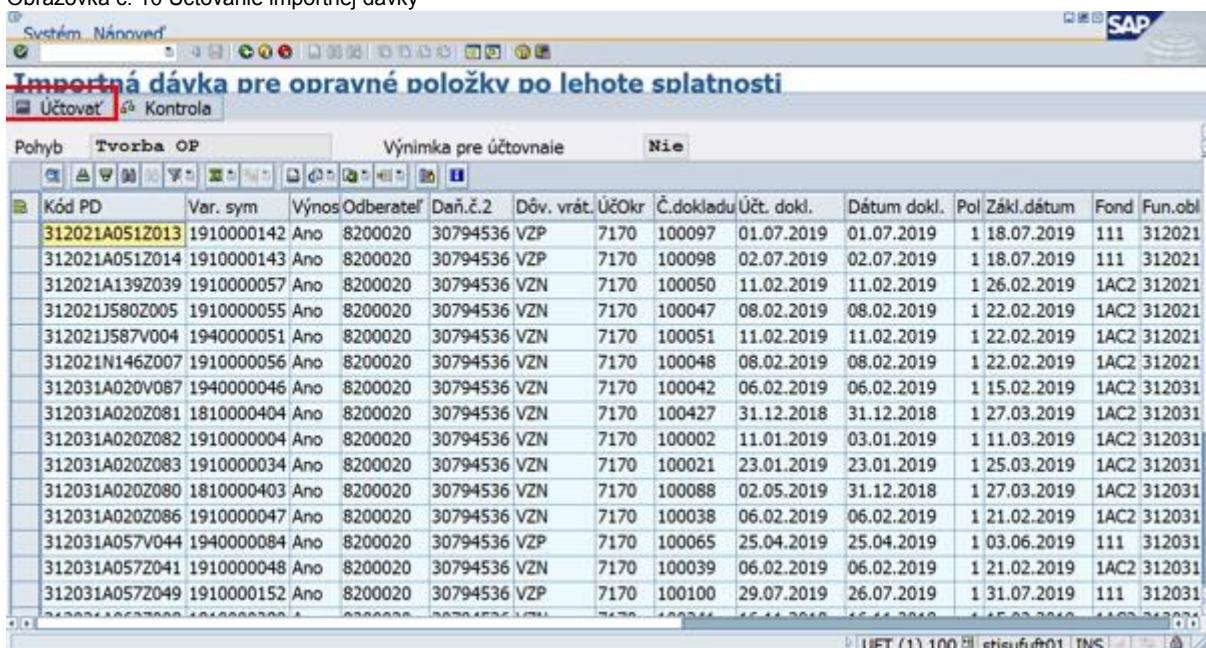 Obrazovka č. 10 Účtovanie importnej dávky
Systém Nápoveď
SAP
Importná dávka pre opravné položky po lehote splatnosti
Účtovať Kontrola
Pohyb Tvorba OP Výnimka pre účtovnaie Nie
Kód PD Var. sym Výnos Odberateľ Daň.č.2 Dôv. vrát. ÚčOkr Č.dokladu Účt. dokl. Dátum dokl. Pol Zákl.dátum Fond Fun.obl
312021A051Z013 1910000142 Ano 8200020 30794536 VZP 7170 100097 01.07.2019 01.07.2019 1 18.07.2019 111 312021
312021A051Z014 1910000143 Ano 8200020 30794536 VZP 7170 100098 02.07.2019 02.07.2019 1 18.07.2019 111 312021
312021A139Z039 1910000057 Ano 8200020 30794536 VZN 7170 100050 11.02.2019 11.02.2019 1 26.02.2019 1AC2 312021
312021J580Z005 1910000055 Ano 8200020 30794536 VZN 7170 100047 08.02.2019 08.02.2019 1 22.02.2019 1AC2 312021
312021J587V004 1940000051 Ano 8200020 30794536 VZN 7170 100051 11.02.2019 11.02.2019 1 22.02.2019 1AC2 312021
312021N146Z007 1910000056 Ano 8200020 30794536 VZN 7170 100048 08.02.2019 08.02.2019 1 22.02.2019 1AC2 312021
312031A020V087 1940000046 Ano 8200020 30794536 VZN 7170 100042 06.02.2019 06.02.2019 1 15.02.2019 1AC2 312031
312031A020Z081 1810000404 Ano 8200020 30794536 VZN 7170 100427 31.12.2018 31.12.2018 1 27.03.2019 1AC2 312031
312031A020Z082 1910000004 Ano 8200020 30794536 VZN 7170 100002 11.01.2019 03.01.2019 1 11.03.2019 1AC2 312031
312031A020Z083 1910000034 Ano 8200020 30794536 VZN 7170 100021 23.01.2019 23.01.2019 1 25.03.2019 1AC2 312031
312031A020Z080 1810000403 Ano 8200020 30794536 VZN 7170 100088 02.05.2019 31.12.2018 1 27.03.2019 1AC2 312031
312031A020Z086 1910000047 Ano 8200020 30794536 VZN 7170 100038 06.02.2019 06.02.2019 1 21.02.2019 1AC2 312031
312031A057V044 1940000084 Ano 8200020 30794536 VZP 7170 100065 25.04.2019 25.04.2019 1 03.06.2019 111 312031
312031A057Z041 1910000048 Ano 8200020 30794536 VZN 7170 100039 06.02.2019 06.02.2019 1 21.02.2019 1AC2 312031
312031A057Z049 1910000152 Ano 8200020 30794536 VZP 7170 100100 29.07.2019 26.07.2019 1 31.07.2019 111 312031
UFT (1) 100 stisufuft01 INS